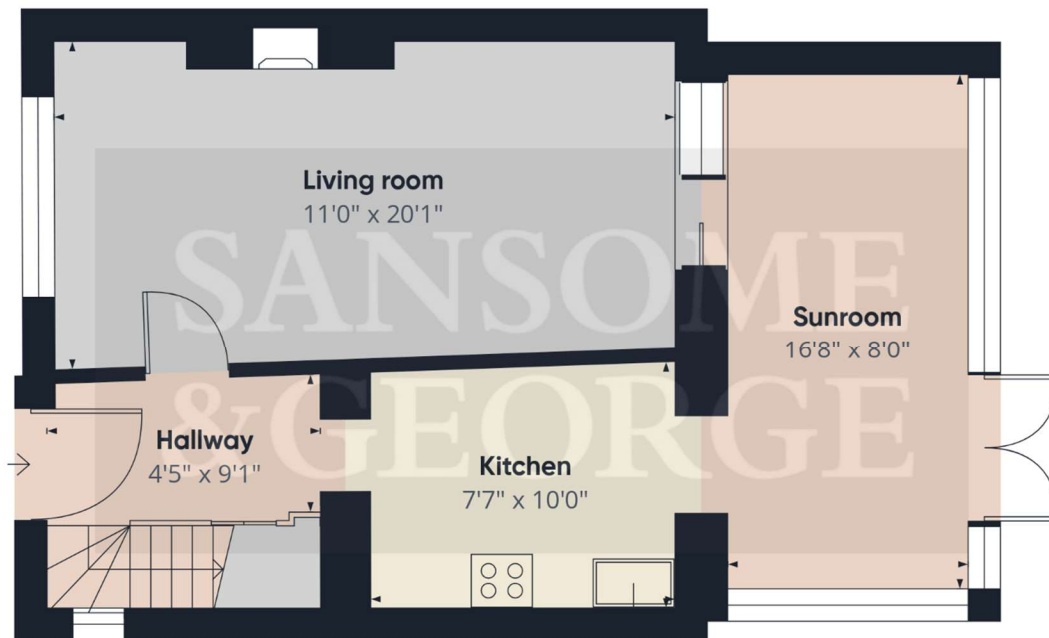 Living room
11'0" x 20'1"
SANSOME
&GEORGE
Sunroom
16'8" x 8'0"
Hallway
4'5" x 9'1"
Kitchen
7'7" x 10'0"